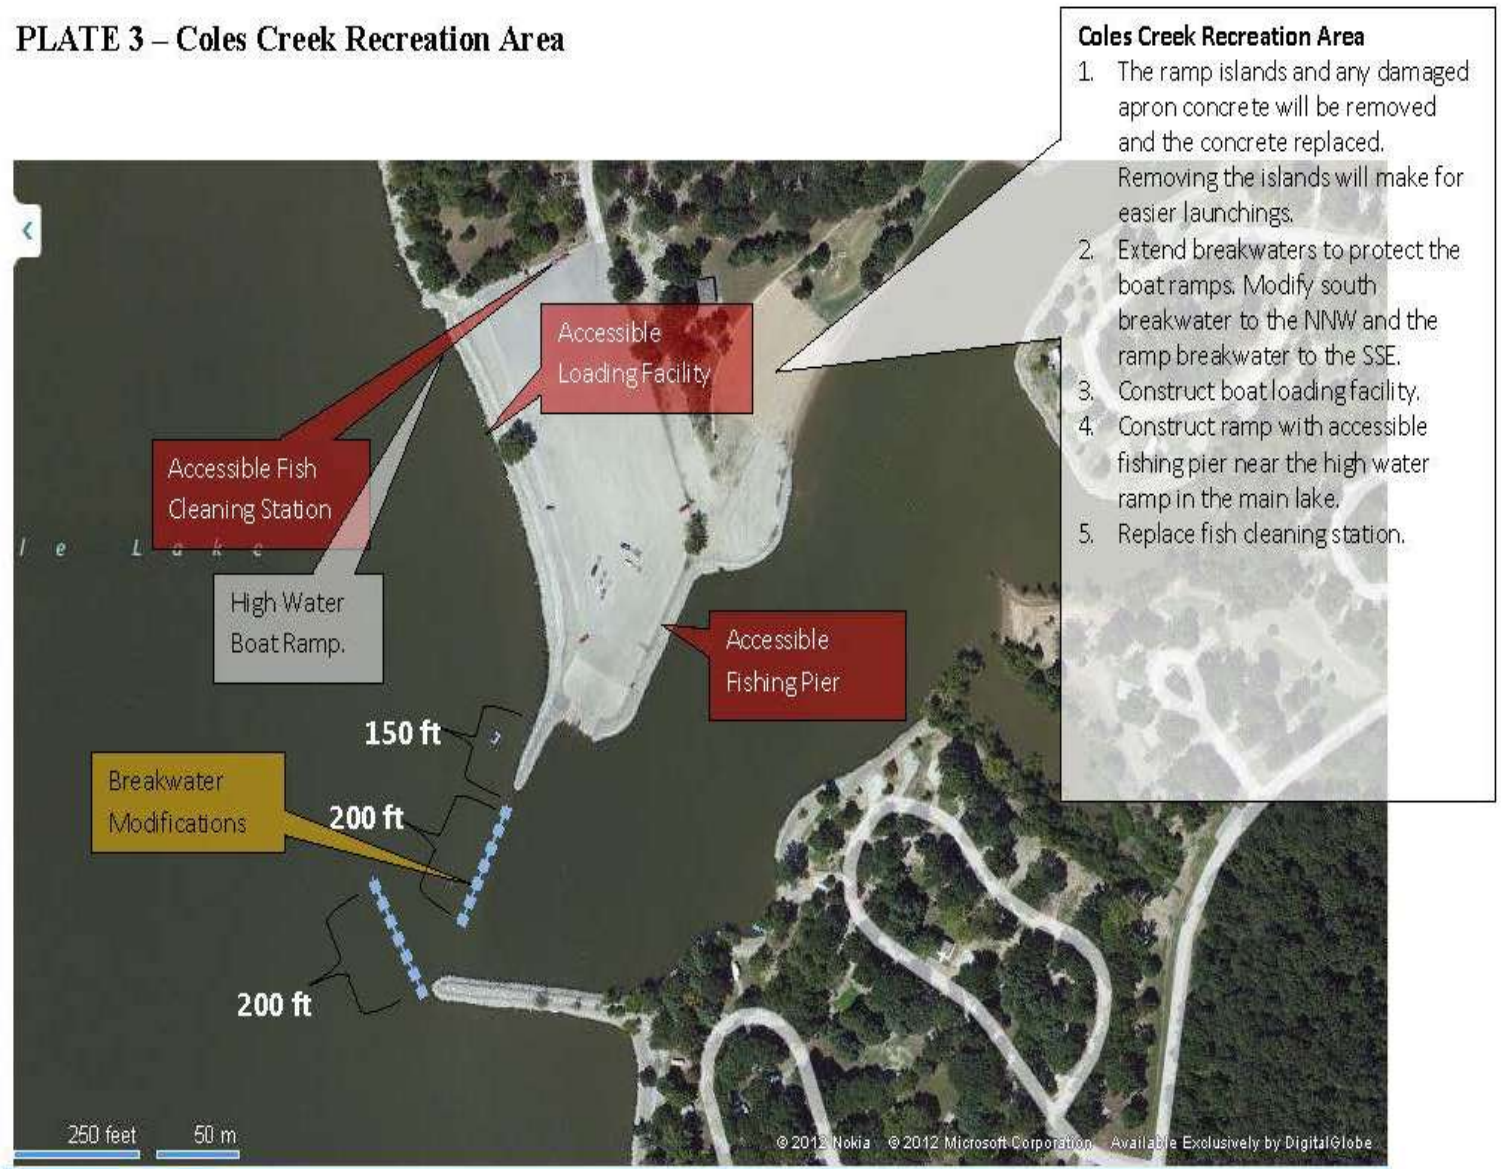 PLATE 3 – Coles Creek Recreation Area
Coles Creek Recreation Area
1. The ramp islands and any damaged
apron concrete will be removed
and the concrete replaced.
Removing the islands will make for
easier launchings.
2. Extend breakwaters to protect the
boat ramps. Modify south
breakwater to the NNW and the
ramp breakwater to the SSE.
3. Construct boat loading facility.
4. Construct ramp with accessible
fishing pier near the high water
ramp in the main lake.
5. Replace fish cleaning station.
Accessible
Loading Facility
Accessible Fish
Cleaning Station
l e L a k e
High Water
Boat Ramp.
Accessible
Fishing Pier
150 ft
Breakwater
Modifications
200 ft
200 ft
250 feet 50 m
© 2012 Nokia © 2012 Microsoft Corporation Available Exclusively by DigitalGlobe